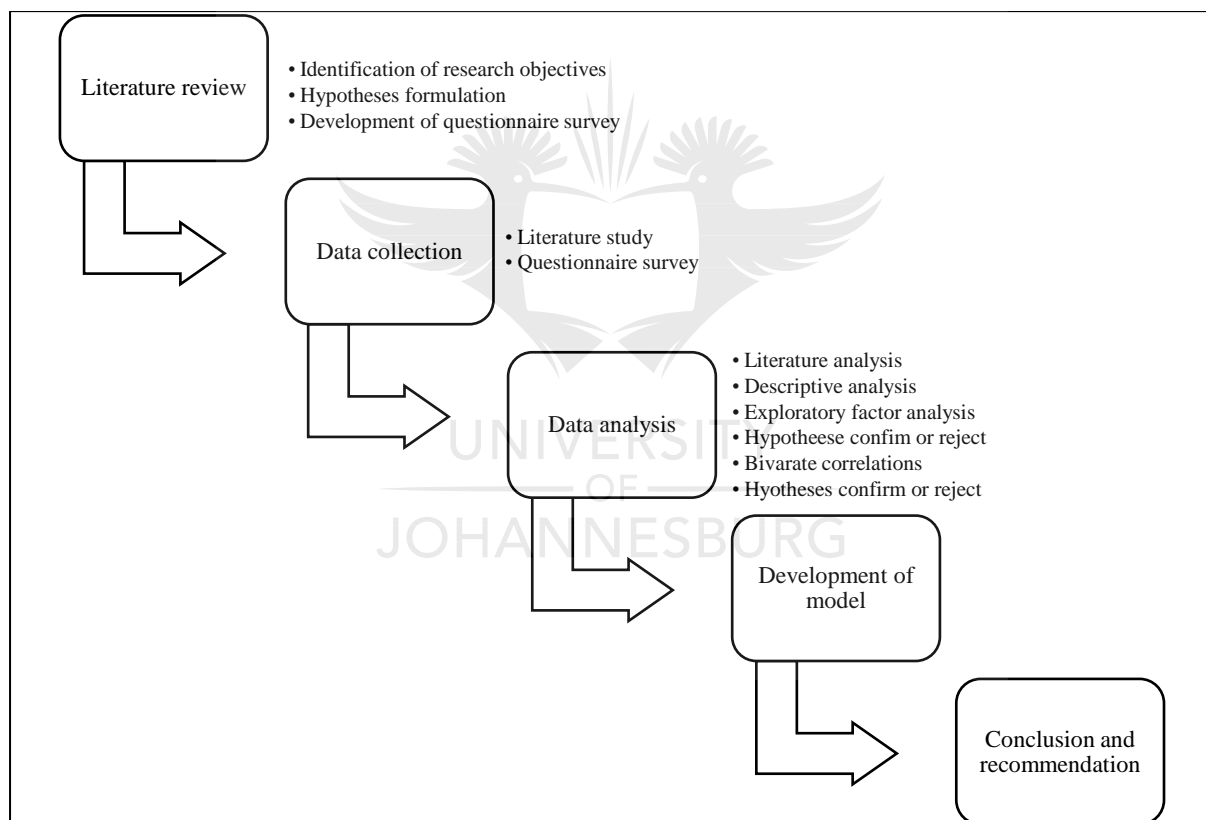 Literature review
• Identification of research objectives
• Hypotheses formulation
• Development of questionnaire survey
Data collection
• Literature study
• Questionnaire survey
Data analysis
• Literature analysis
• Descriptive analysis
• Exploratory factor analysis
• Hypotheese confim or reject
• Bivarate correlations
• Hyotheses confirm or reject
UNIVERSITY
OF
JOHANNESBURG
Development of
model
Conclusion and
recommendation